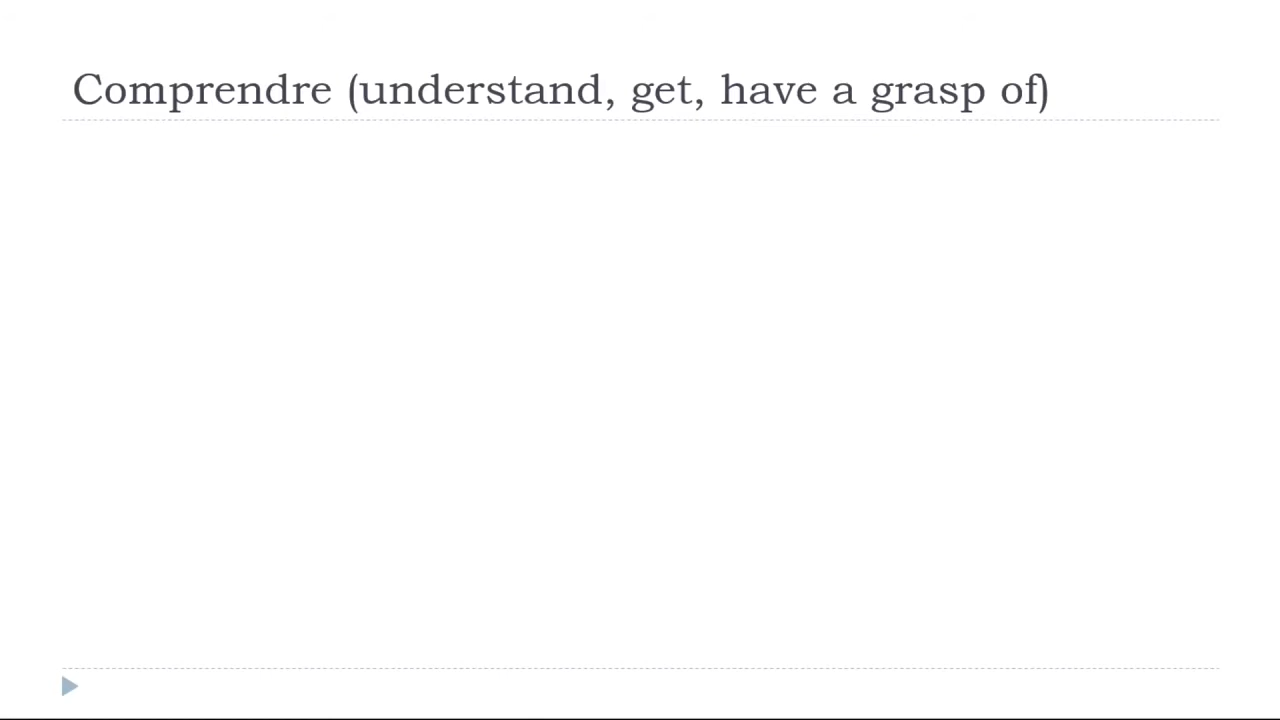 Comprendre (understand, get, have a grasp of)